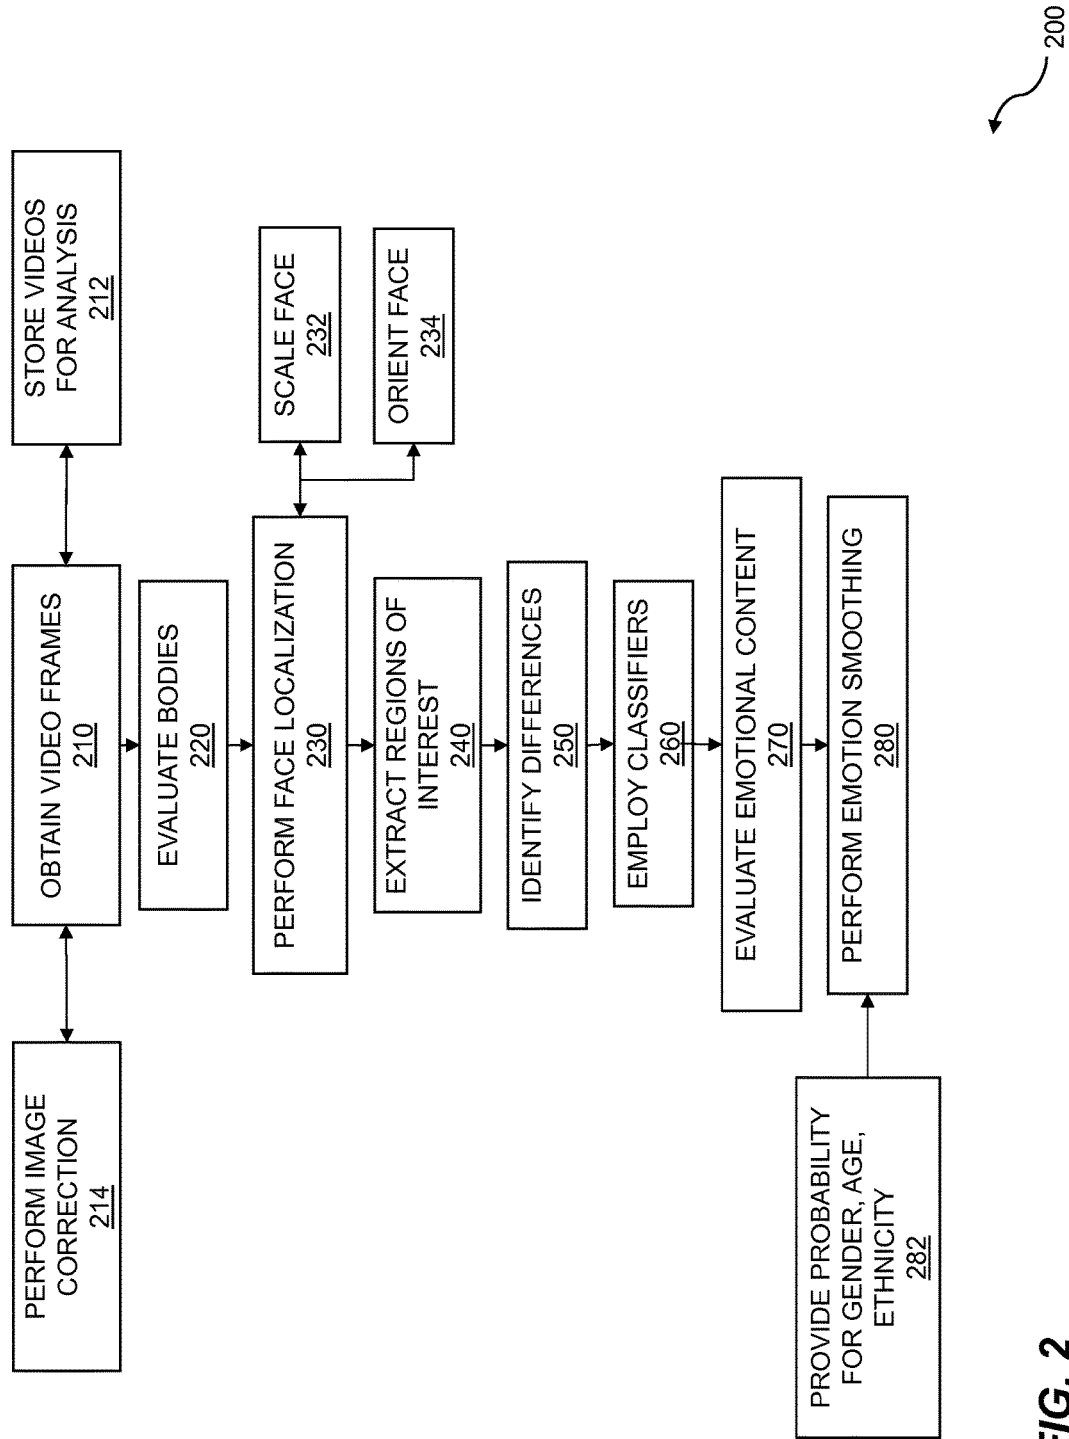 PERFORM IMAGE
CORRECTION
214
OBTAIN VIDEO FRAMES
210
STORE VIDEOS
FOR ANALYSIS
212
EVALUATE BODIES
220
PERFORM FACE LOCALIZATION
230
SCALE FACE
232
ORIENT FACE
234
EXTRACT REGIONS OF
INTEREST
240
IDENTIFY DIFFERENCES
250
EMPLOY CLASSIFIERS
260
EVALUATE EMOTIONAL CONTENT
270
PROVIDE PROBABILITY
FOR GENDER, AGE,
ETHNICITY
282
PERFORM EMOTION SMOOTHING
280
200
FIG. 2